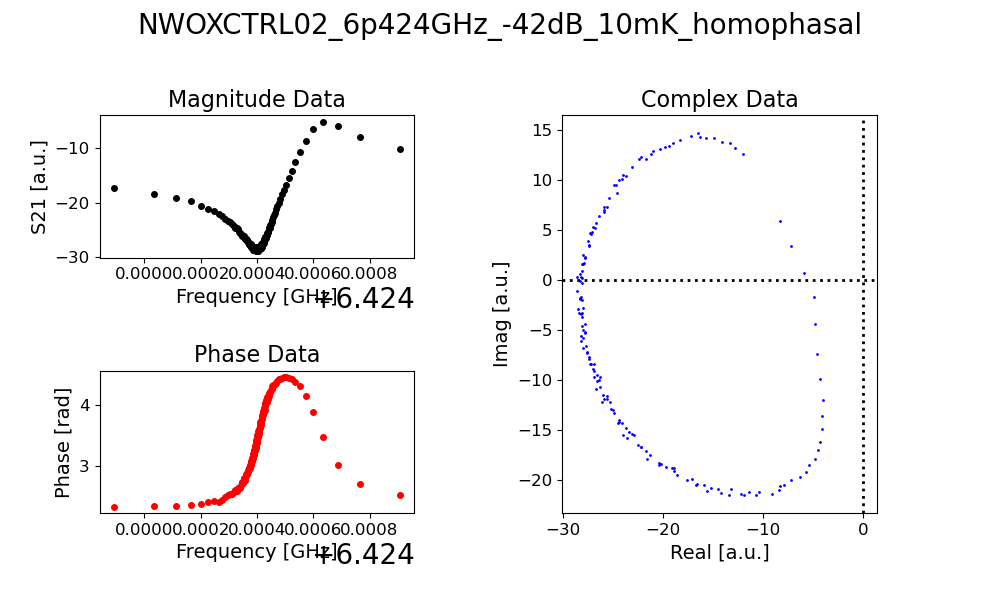 NWOXCTRL02_6p424GHz_-42dB_10mK_homophasal
Magnitude Data
S21 [a.u.]
−10
−20
−30
0.0000 0.0002 0.0004 0.0006 0.0008
Frequency [GHz]
+6.424
Phase Data
Phase [rad]
4
3
0.0000 0.0002 0.0004 0.0006 0.0008
Frequency [GHz]
+6.424
Complex Data
Imag [a.u.]
15
10
5
0
−5
−10
−15
−20
−30 −20 −10 0
Real [a.u.]